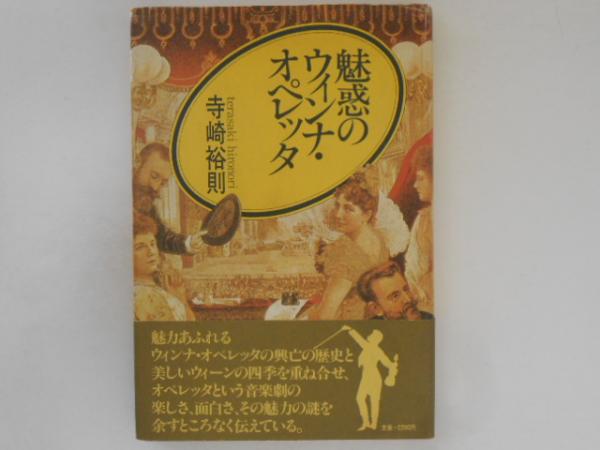 魅惑の
ウィンナ・
オペレッタ
terasaki hironori
寺崎裕則
魅力あふれる
ウィンナ・オペレッタの興亡の歴史と
美しいウィーンの四季を重ね合せ、
オペレッタという音楽劇の
楽しさ、面白さ、その魅力の謎を
余すところなく伝えている。